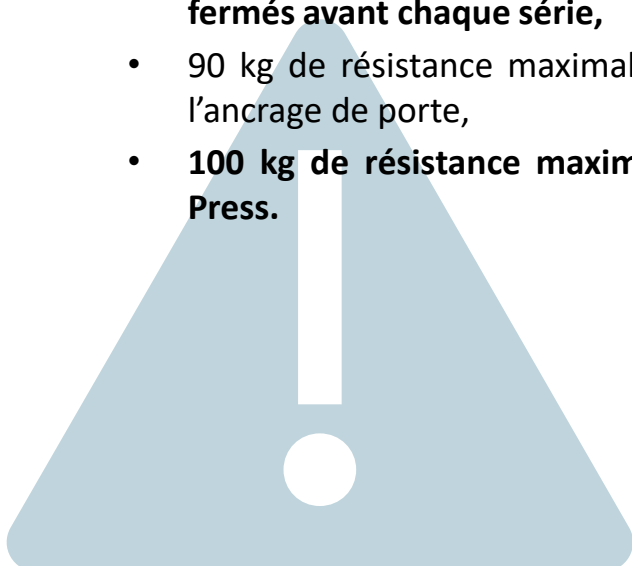 fermés avant chaque série,
• 90 kg de résistance maximal
l’ancrage de porte,
• 100 kg de résistance maxim
Press.